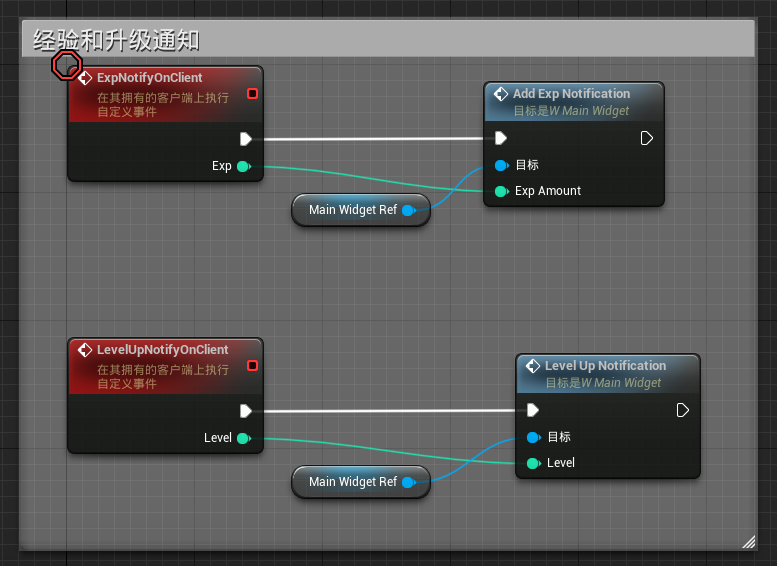 经验和升级通知
ExpNotifyOnClient
在其拥有的客户端上执行
自定义事件
Exp
Add Exp Notification
目标是W Main Widget
目标
Exp Amount
Main Widget Ref
LevelUpNotifyOnClient
在其拥有的客户端上执行
自定义事件
Level
Level Up Notification
目标是W Main Widget
目标
Level
Main Widget Ref